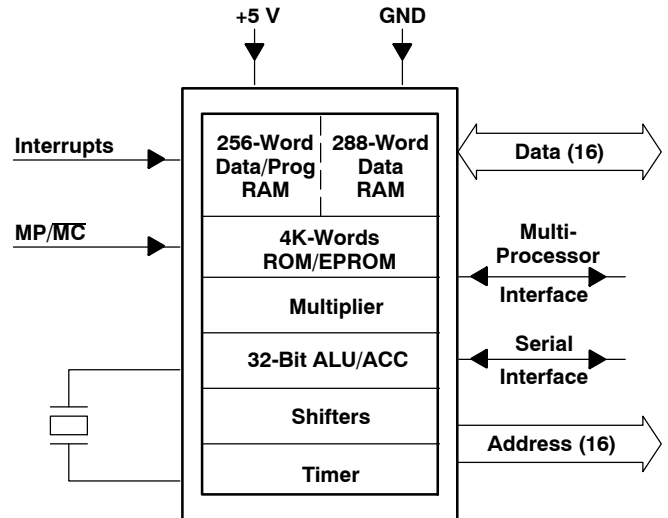 +5 V
GND
Interrupts
256-Word
Data/Prog
RAM
288-Word
Data
RAM
Data (16)
MP/M̅C̅
4K-Words
ROM/EPROM
Multi-
Processor
Interface
Multiplier
32-Bit ALU/ACC
Serial
Interface
Shifters
Address (16)
Timer